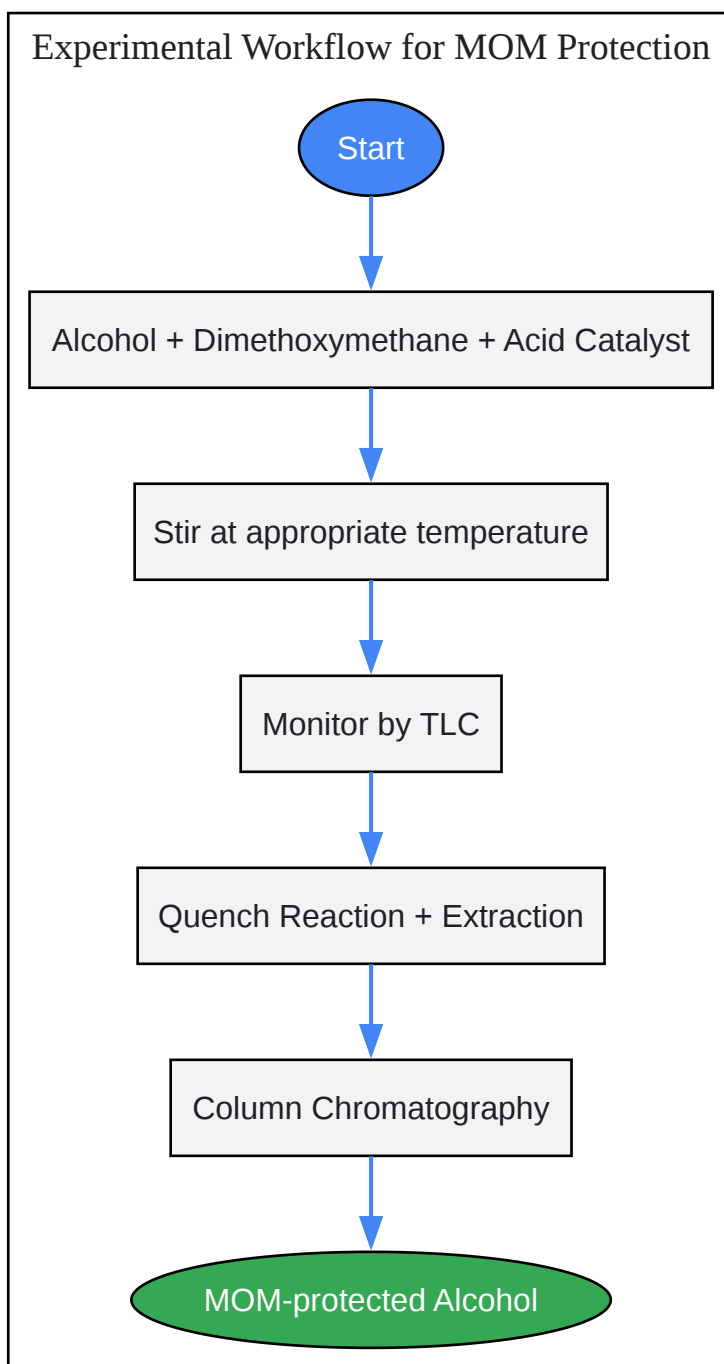 Experimental Workflow for MOM Protection
Start
Alcohol + Dimethoxymethane + Acid Catalyst
Stir at appropriate temperature
Monitor by TLC
Quench Reaction + Extraction
Column Chromatography
MOM-protected Alcohol